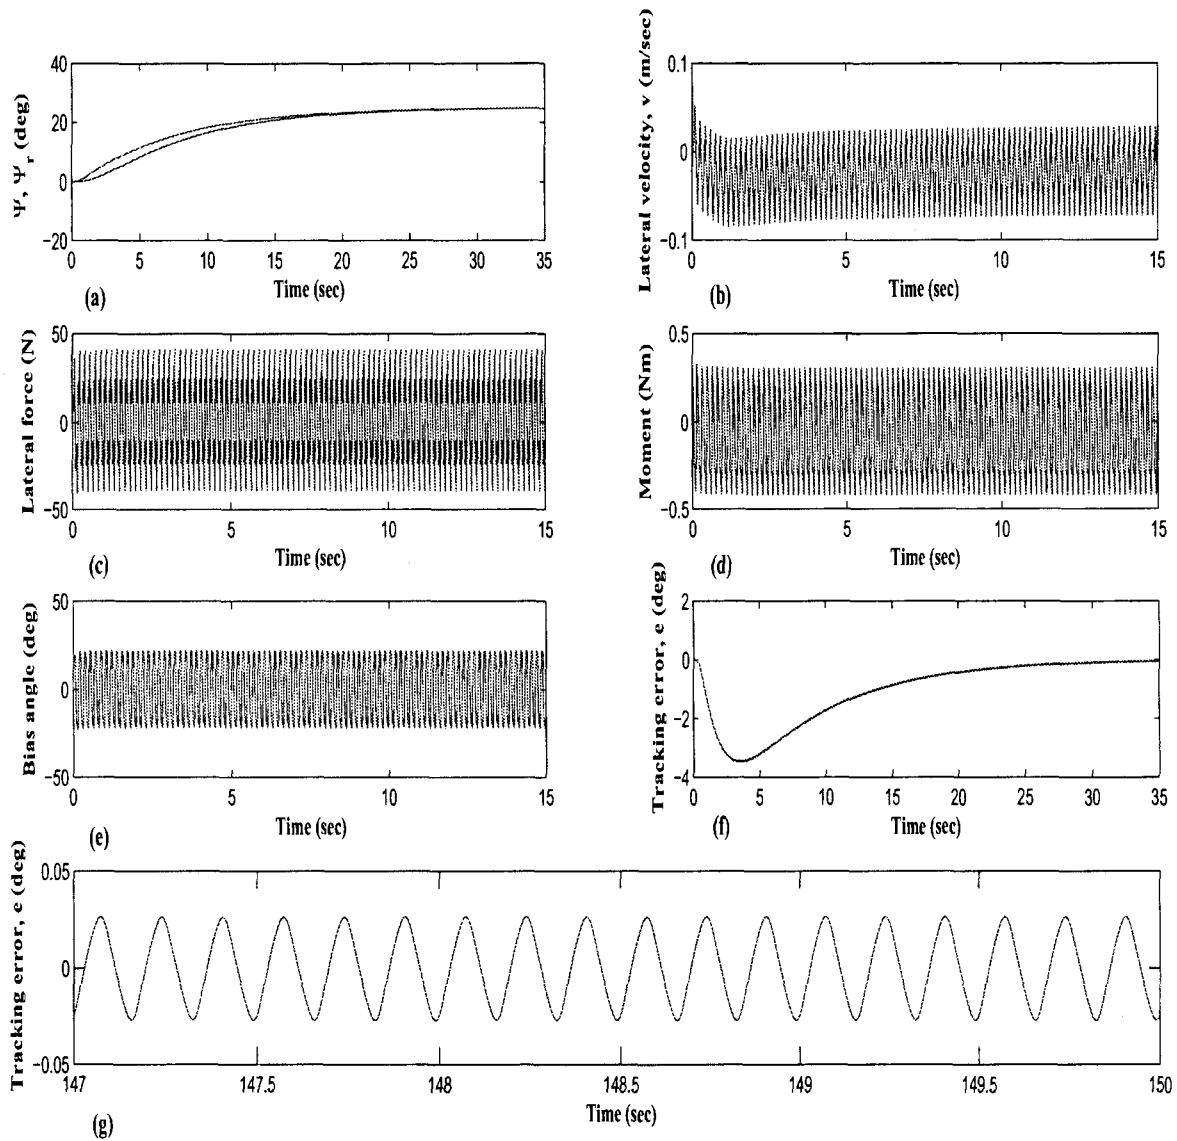 40
20
0
−20
Ψ, Ψr (deg)
0 5 10 15 20 25 30 35
Time (sec)
(a)
0.1
0
−0.1
Lateral velocity, v (m/sec)
0 5 10 15
Time (sec)
(b)
50
0
−50
Lateral force (N)
0 5 10 15
Time (sec)
(c)
0.5
0
−0.5
Moment (Nm)
0 5 10 15
Time (sec)
(d)
50
0
−50
Bias angle (deg)
0 5 10 15
Time (sec)
(e)
2
0
−2
−4
Tracking error, e (deg)
0 5 10 15 20 25 30 35
Time (sec)
(f)
0.05
0
−0.05
Tracking error, e (deg)
147 147.5 148 148.5 149 149.5 150
Time (sec)
(g)